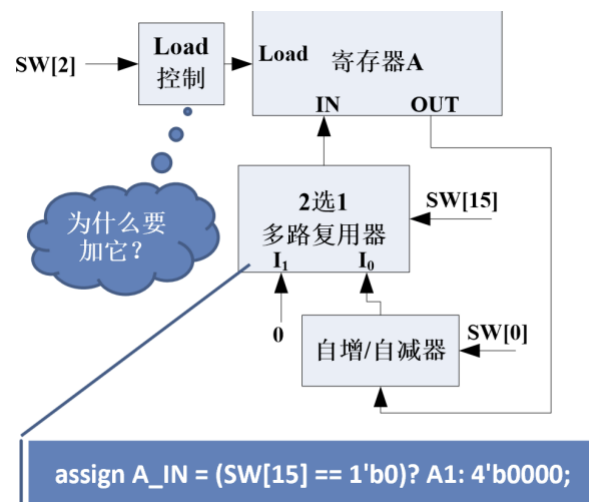 SW[2]
Load
控制
Load
寄存器A
IN
OUT
为什么要
加它？
2选1
多路复用器
I₁
I₀
SW[15]
0
自增/自减器
SW[0]
assign A_IN = (SW[15] == 1'b0)? A1: 4'b0000;